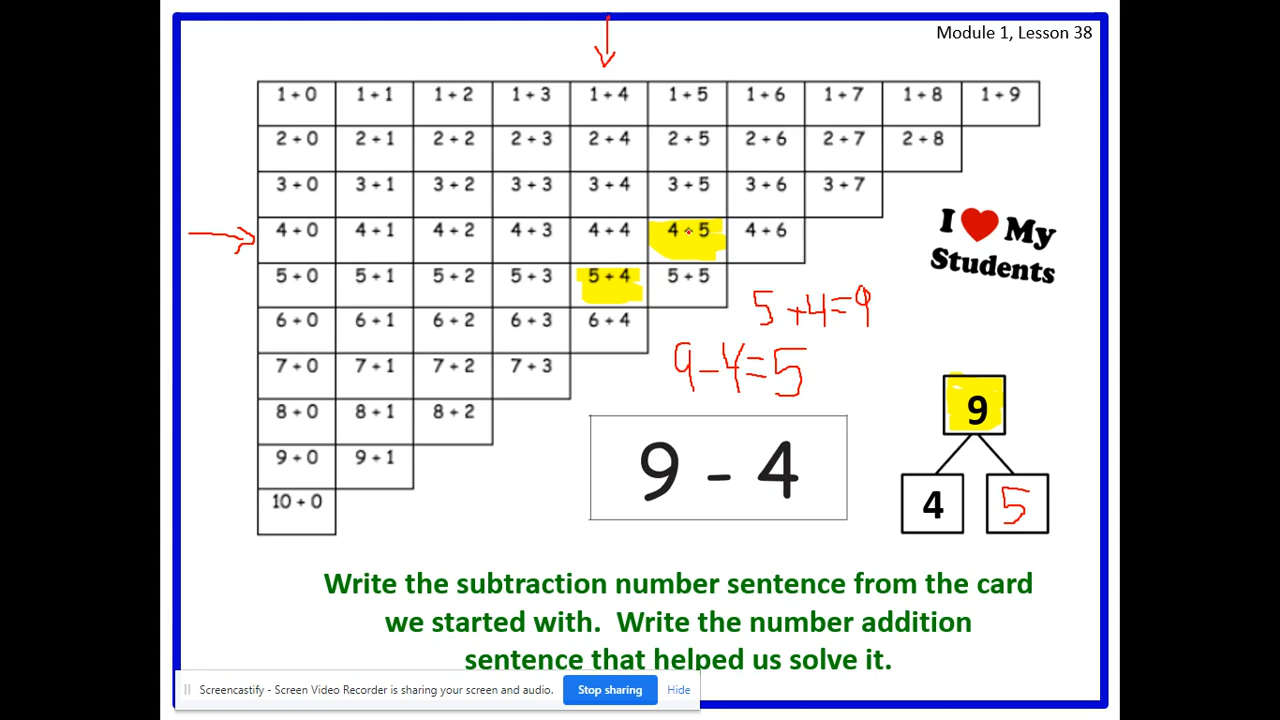 Module 1, Lesson 38
1 + 0 1 + 1 1 + 2 1 + 3 1 + 4 1 + 5 1 + 6 1 + 7 1 + 8 1 + 9
2 + 0 2 + 1 2 + 2 2 + 3 2 + 4 2 + 5 2 + 6 2 + 7 2 + 8
3 + 0 3 + 1 3 + 2 3 + 3 3 + 4 3 + 5 3 + 6 3 + 7
4 + 0 4 + 1 4 + 2 4 + 3 4 + 4 4 + 5 4 + 6
5 + 0 5 + 1 5 + 2 5 + 3 5 + 4 5 + 5
6 + 0 6 + 1 6 + 2 6 + 3 6 + 4
7 + 0 7 + 1 7 + 2 7 + 3
8 + 0 8 + 1 8 + 2
9 + 0 9 + 1
10 + 0
I ❤ My
Students
5 + 4 = 9
9 - 4 = 5
9 - 4
9
4 5
Write the subtraction number sentence from the card
we started with. Write the number addition
sentence that helped us solve it.
Screencastify - Screen Video Recorder is sharing your screen and audio. Stop sharing Hide